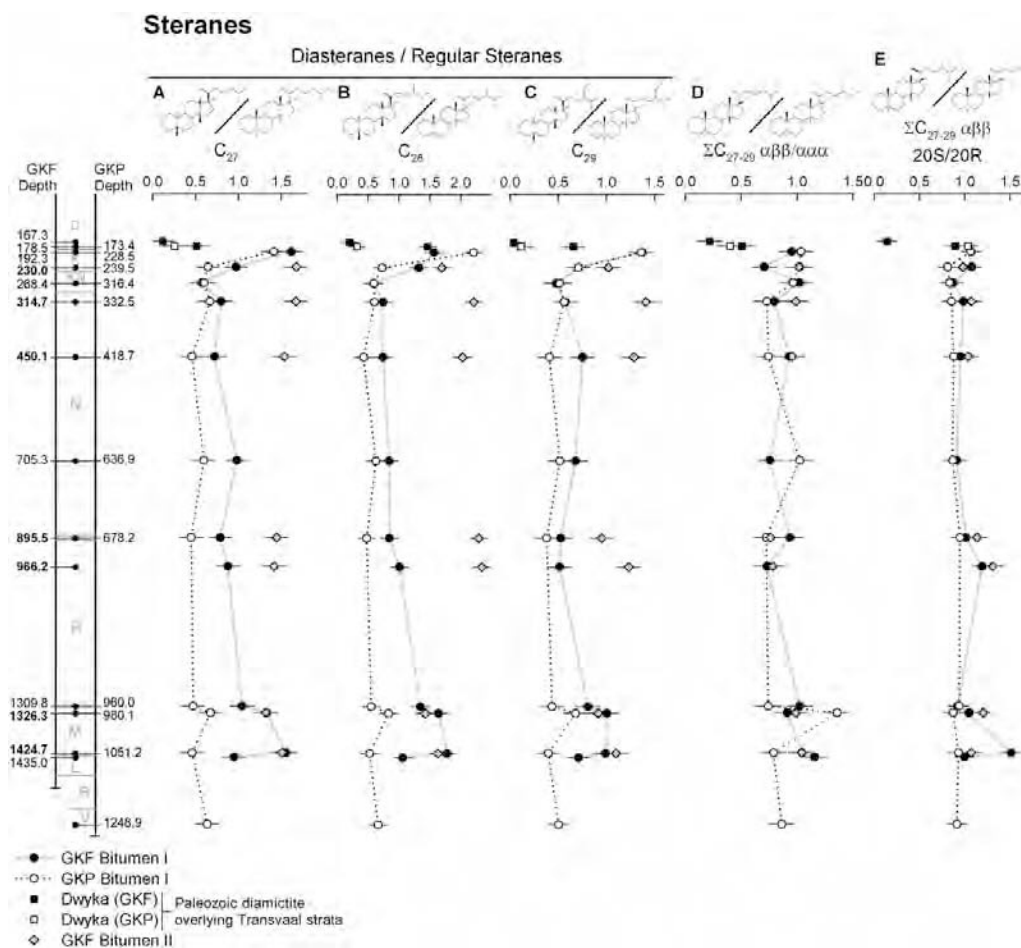 Steranes
Diasteranes / Regular Steranes
A B C D E
C27 C28 C29 ΣC27-29 αββ/ααα ΣC27-29 αββ
20S/20R
GKF Depth
GKP Depth
0.0 0.5 1.0 1.5
0.0 0.5 1.0 1.5 2.0
0.0 0.5 1.0 1.5
0.0 0.5 1.0 1.50
0.0 0.5 1.0 1.5
167.3
178.5 173.4
192.3 228.5
230.0 239.5
268.4 316.4
314.7 332.5
450.1 418.7
N
705.3 636.9
895.5 678.2
966.2
R
1309.8 960.0
1326.3 980.1
M
1424.7 1051.2
1435.0
L
V
1248.9
GKF Bitumen I
GKP Bitumen I
Dwyka (GKF) Paleozoic diamictite
Dwyka (GKP) overlying Transvaal strata
GKF Bitumen II